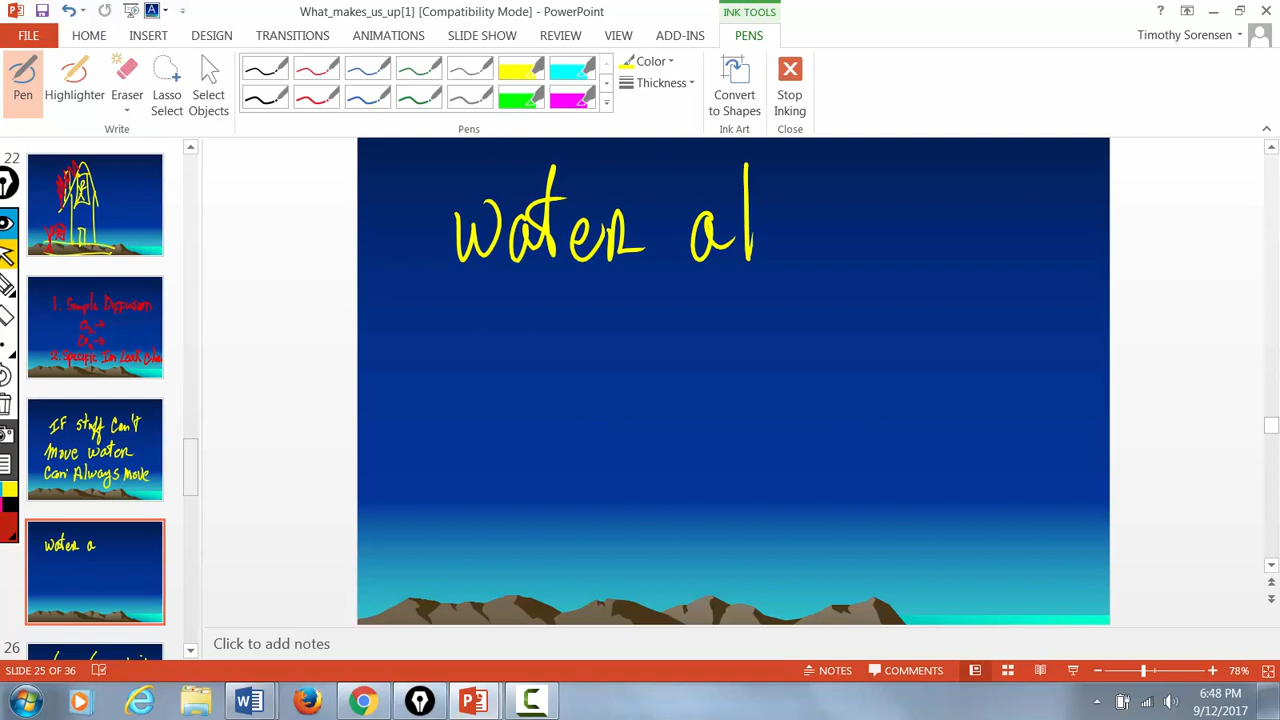 What_makes_us_up[1] [Compatibility Mode] - PowerPoint
INK TOOLS
FILE HOME INSERT DESIGN TRANSITIONS ANIMATIONS SLIDE SHOW REVIEW VIEW ADD-INS PENS
Timothy Sorensen
Pen
Highlighter
Eraser
Lasso Select
Select Objects
Color
Thickness
Convert to Shapes
Stop Inking
Write
Pens
Ink Art
Close
22
1. Simple Diffusion
O2 →
CO2 →
IF stuff Can't
Move water
Can Always Move
water a
26
water al
Click to add notes
SLIDE 25 OF 36
NOTES
COMMENTS
78%
6:48 PM
9/12/2017